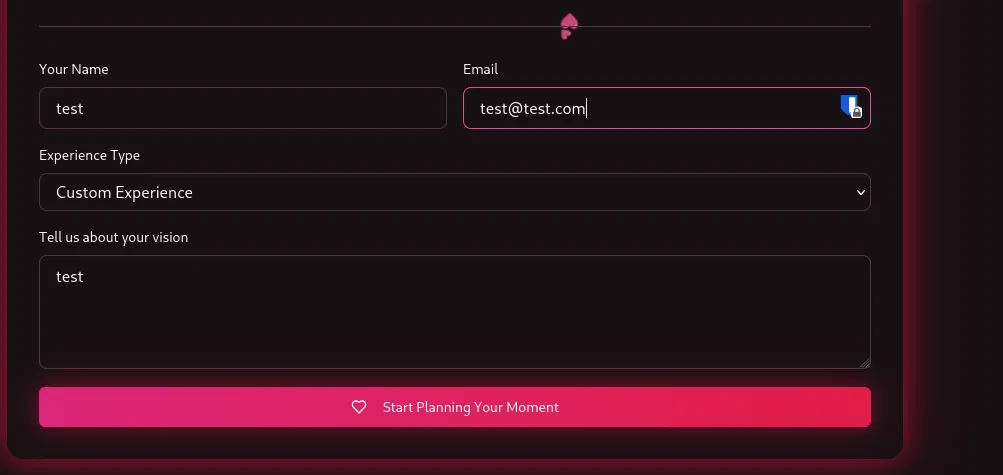 Your Name
Email
test
test@test.com
Experience Type
Custom Experience
Tell us about your vision
test
Start Planning Your Moment